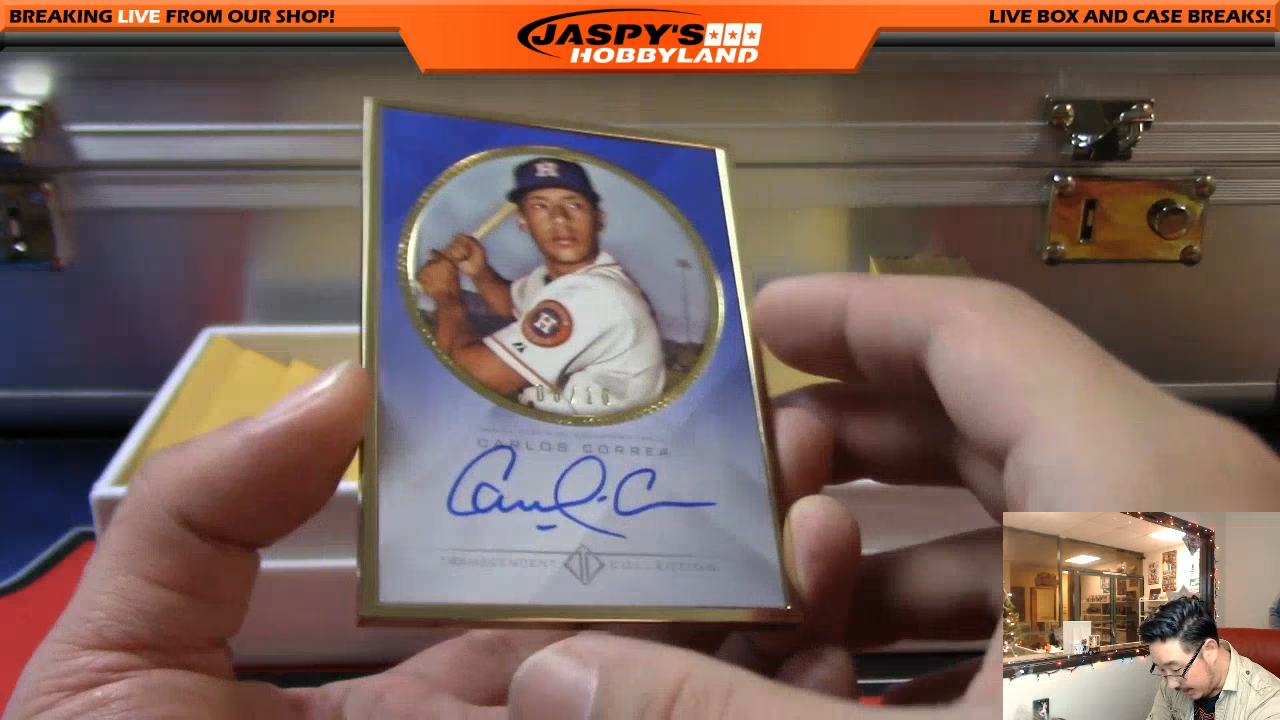 BREAKING LIVE FROM OUR SHOP!
JASPY'S
HOBBYLAND
LIVE BOX AND CASE BREAKS!
H
H
CARLOS CORREA
TRANSCENDENT COLLECTION